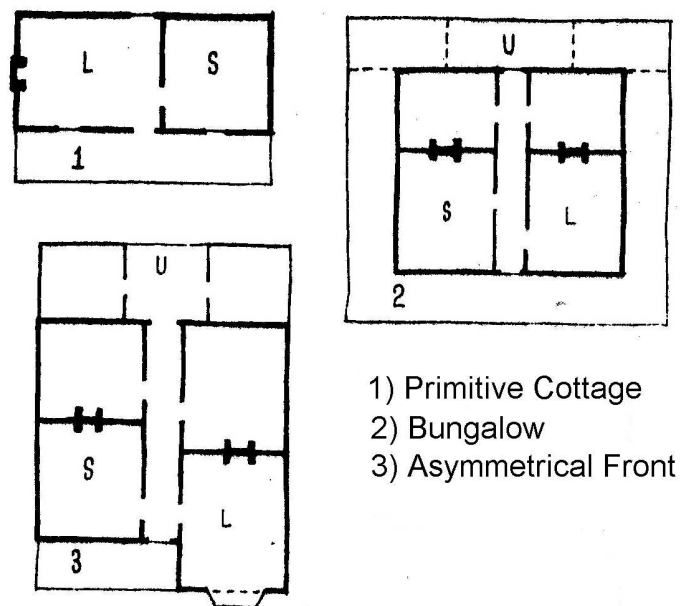 L S
1
U
S L
2
U
S
L
3
1) Primitive Cottage
2) Bungalow
3) Asymmetrical Front